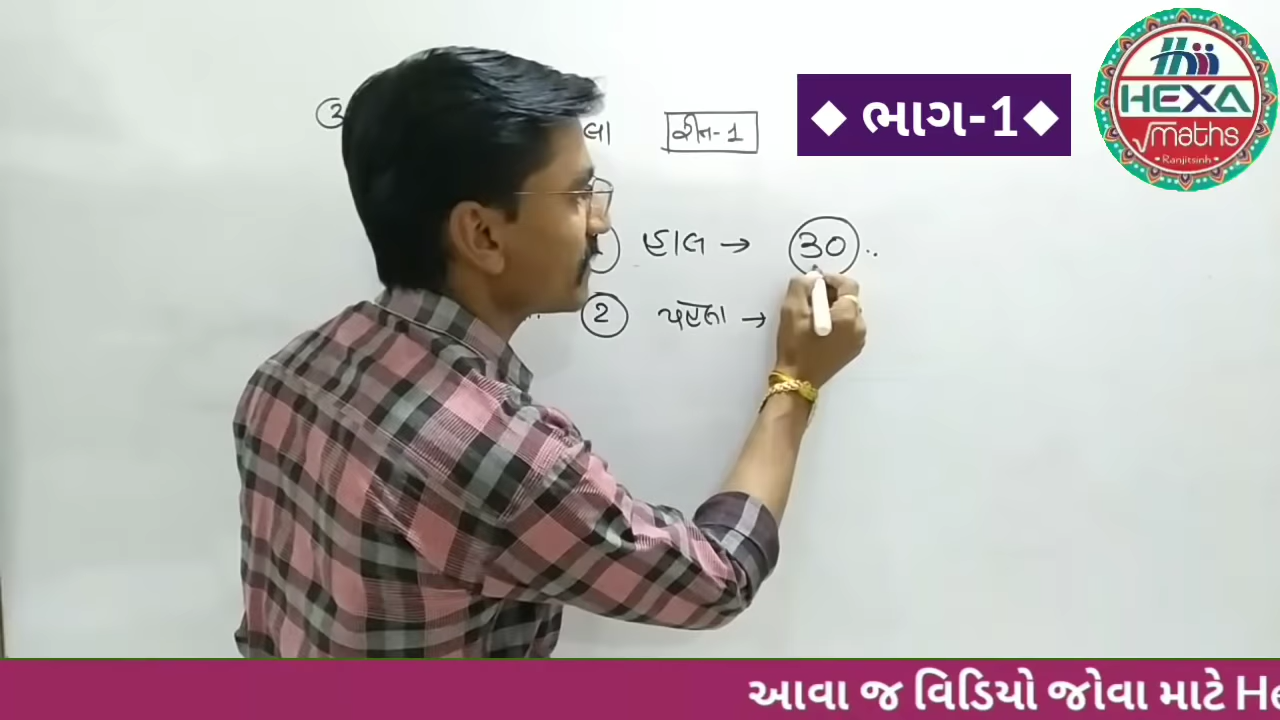 ◆ ભાગ-1◆
HEXA
√maths
• Ranjitsinh •
રીત-1
હાલ → 30 ..
2 પહેલા →
આવા જ વિડિયો જોવા માટે He